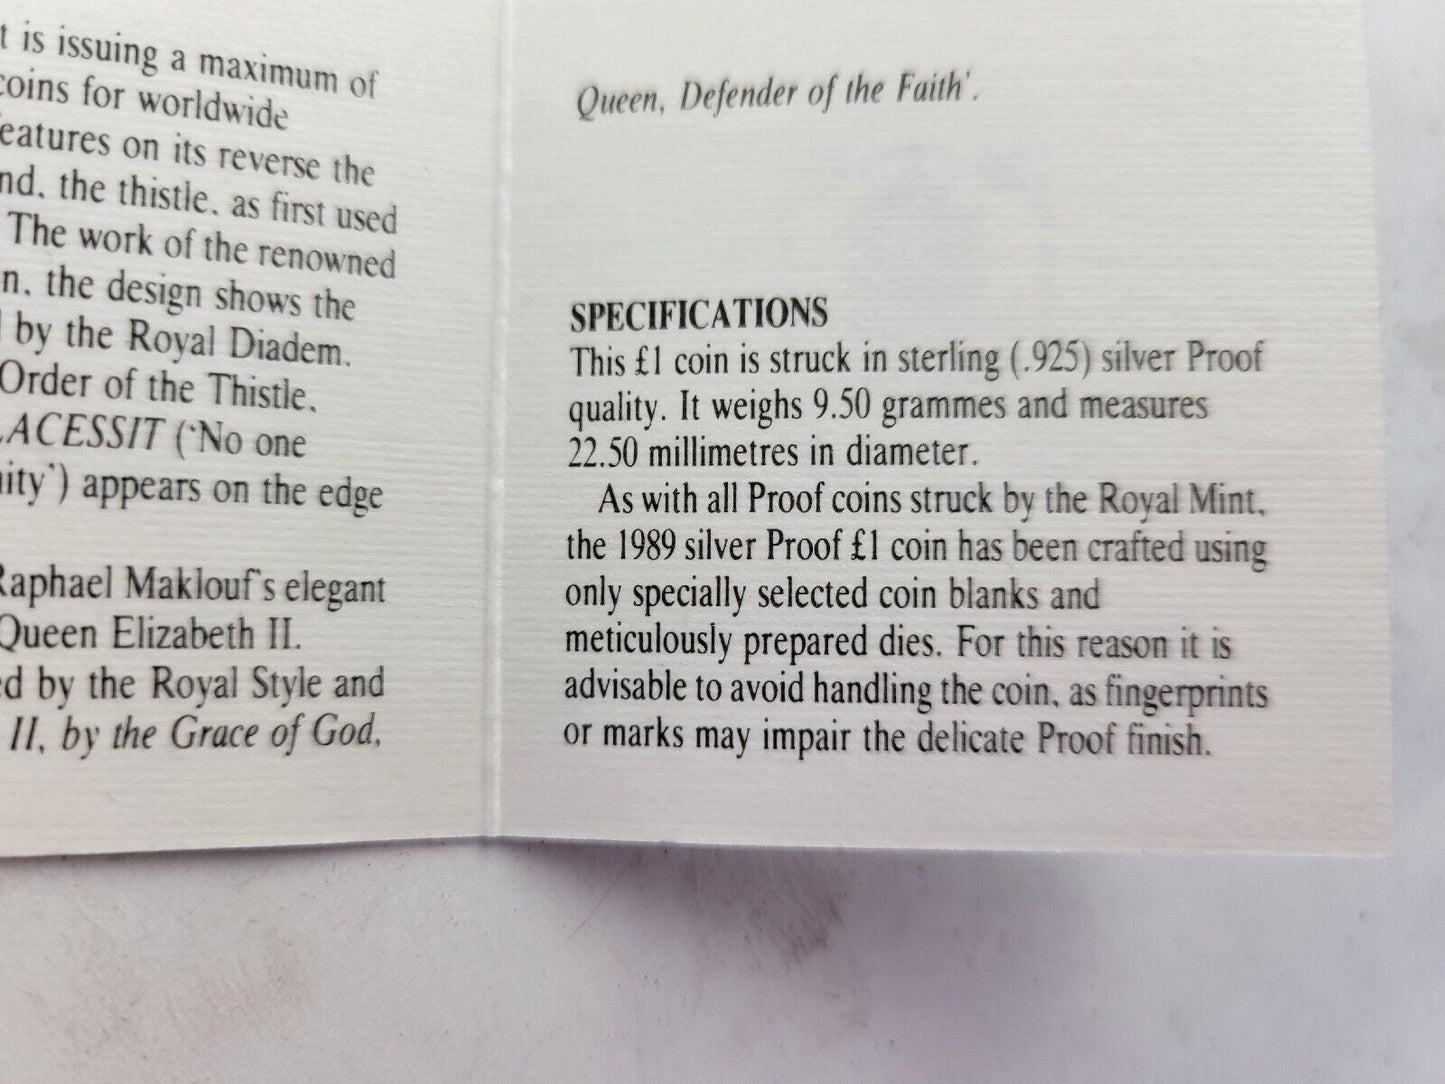 t is issuing a maximum of
coins for worldwide
eatures on its reverse the
nd, the thistle, as first used
The work of the renowned
n, the design shows the
by the Royal Diadem.
Order of the Thistle,
ACESSIT ('No one
ity') appears on the edge
Raphael Maklouf's elegant
Queen Elizabeth II.
ed by the Royal Style and
II, by the Grace of God,
Queen, Defender of the Faith'.
SPECIFICATIONS
This £1 coin is struck in sterling (.925) silver Proof
quality. It weighs 9.50 grammes and measures
22.50 millimetres in diameter.
As with all Proof coins struck by the Royal Mint,
the 1989 silver Proof £1 coin has been crafted using
only specially selected coin blanks and
meticulously prepared dies. For this reason it is
advisable to avoid handling the coin, as fingerprints
or marks may impair the delicate Proof finish.